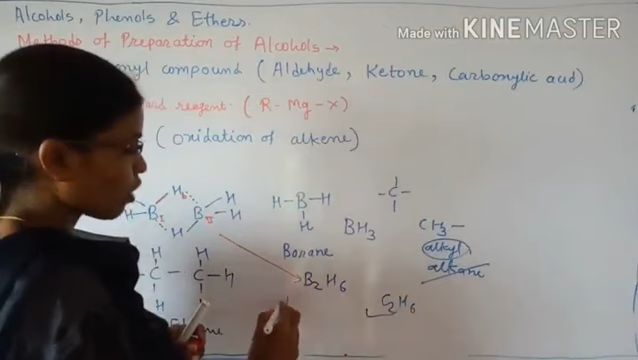 Alcohols, Phenols & Ethers.
Made with KINEMASTER
Methods of Preparation of Alcohols →
compound (Aldehyde, Ketone, Carboxylic acid)
reagent. (R-Mg-X)
(oxidation of alkene)
H H
H-B I B II H
H H
H-B-H
H
BH3
-C-
CH3-
Borane
alkyl
alkane
H H
-C-C-H
H
B2H6
C2H6